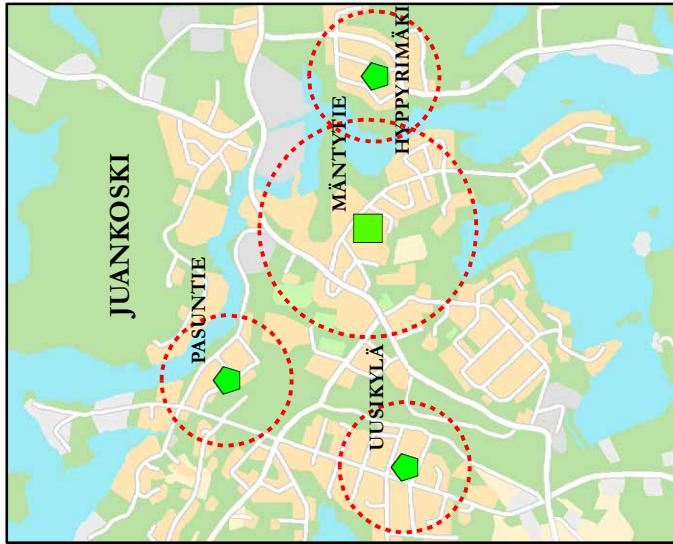 JUANKOSKI
PASUNTIE
MÄNTYTIE
HYPPYRIMÄKI
UUSIKYLÄ